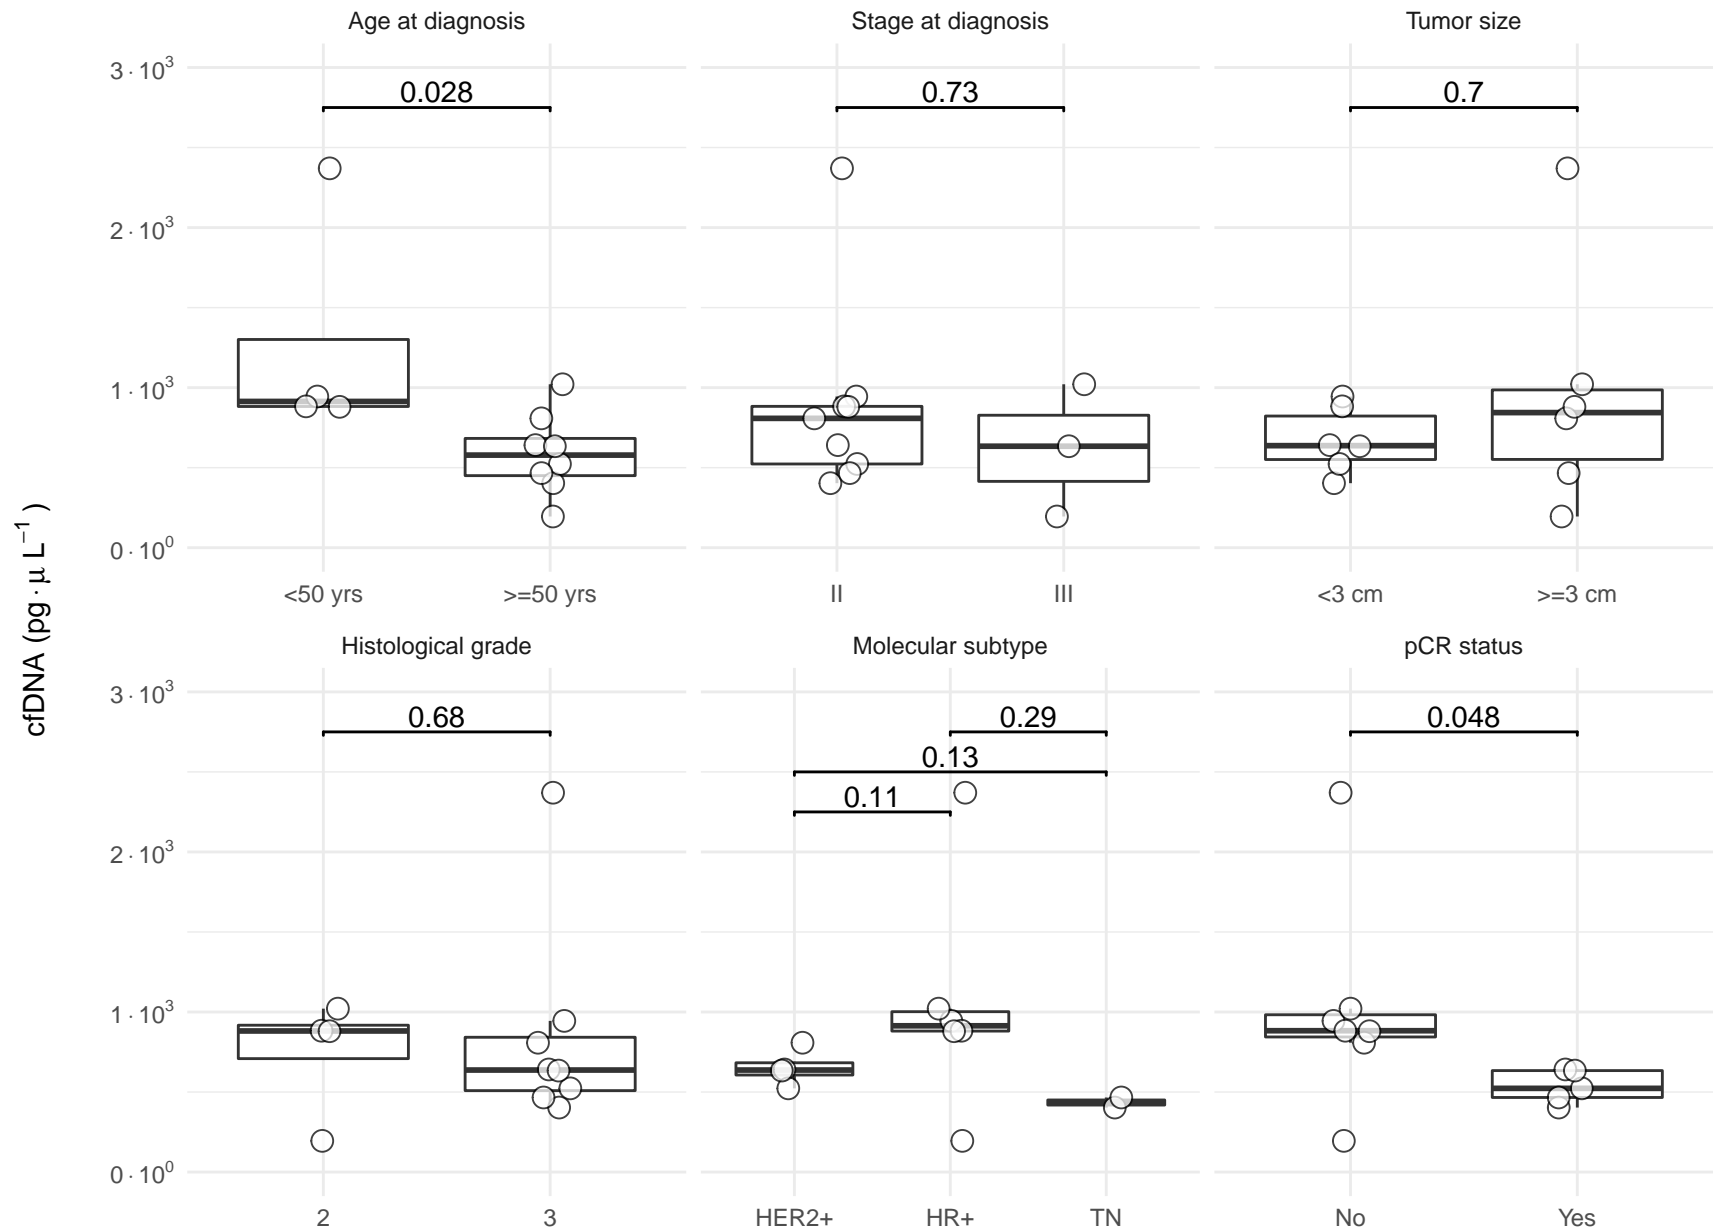 Age at diagnosis
Stage at diagnosis
Tumor size
3 · 10³
0.028
0.73
0.7
2 · 10³
1 · 10³
0 · 10⁰
<50 yrs
>=50 yrs
II
III
<3 cm
>=3 cm
cfDNA (pg · μ L⁻¹ )
Histological grade
Molecular subtype
pCR status
3 · 10³
0.68
0.29
0.048
0.13
0.11
2 · 10³
1 · 10³
0 · 10⁰
2
3
HER2+
HR+
TN
No
Yes